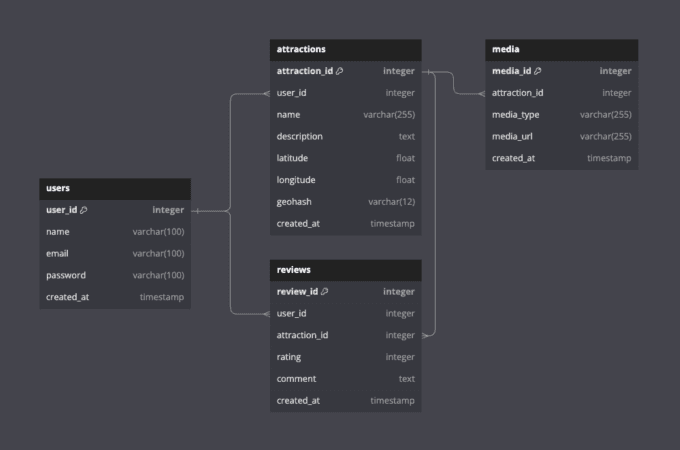 attractions
attraction_id integer
user_id integer
name varchar(255)
description text
latitude float
longitude float
geohash varchar(12)
created_at timestamp
media
media_id integer
attraction_id integer
media_type varchar(255)
media_url varchar(255)
created_at timestamp
users
user_id integer
name varchar(100)
email varchar(100)
password varchar(100)
created_at timestamp
reviews
review_id integer
user_id integer
attraction_id integer
rating integer
comment text
created_at timestamp